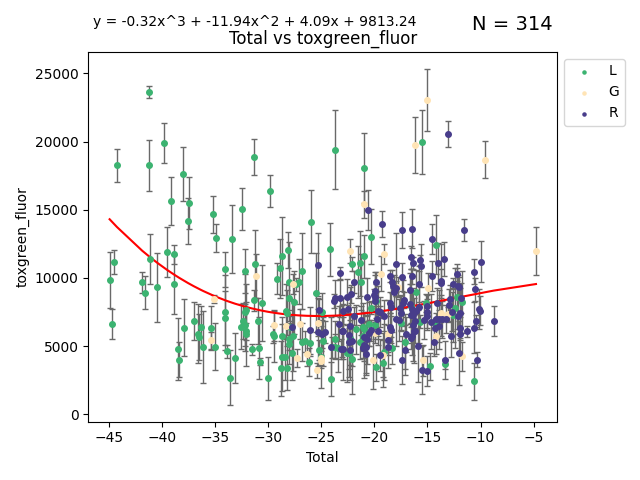 y = -0.32x^3 + -11.94x^2 + 4.09x + 9813.24
N = 314
Total vs toxgreen_fluor
L
G
R
toxgreen_fluor
25000
20000
15000
10000
5000
0
−45 −40 −35 −30 −25 −20 −15 −10 −5
Total